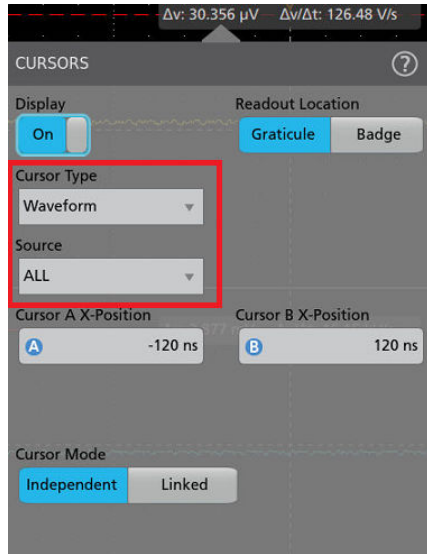 Δv: 30.356 µV Δv/Δt: 126.48 V/s
CURSORS ?
Display Readout Location
On Graticule Badge
Cursor Type
Waveform
Source
ALL
Cursor A X-Position Cursor B X-Position
A -120 ns B 120 ns
Cursor Mode
Independent Linked